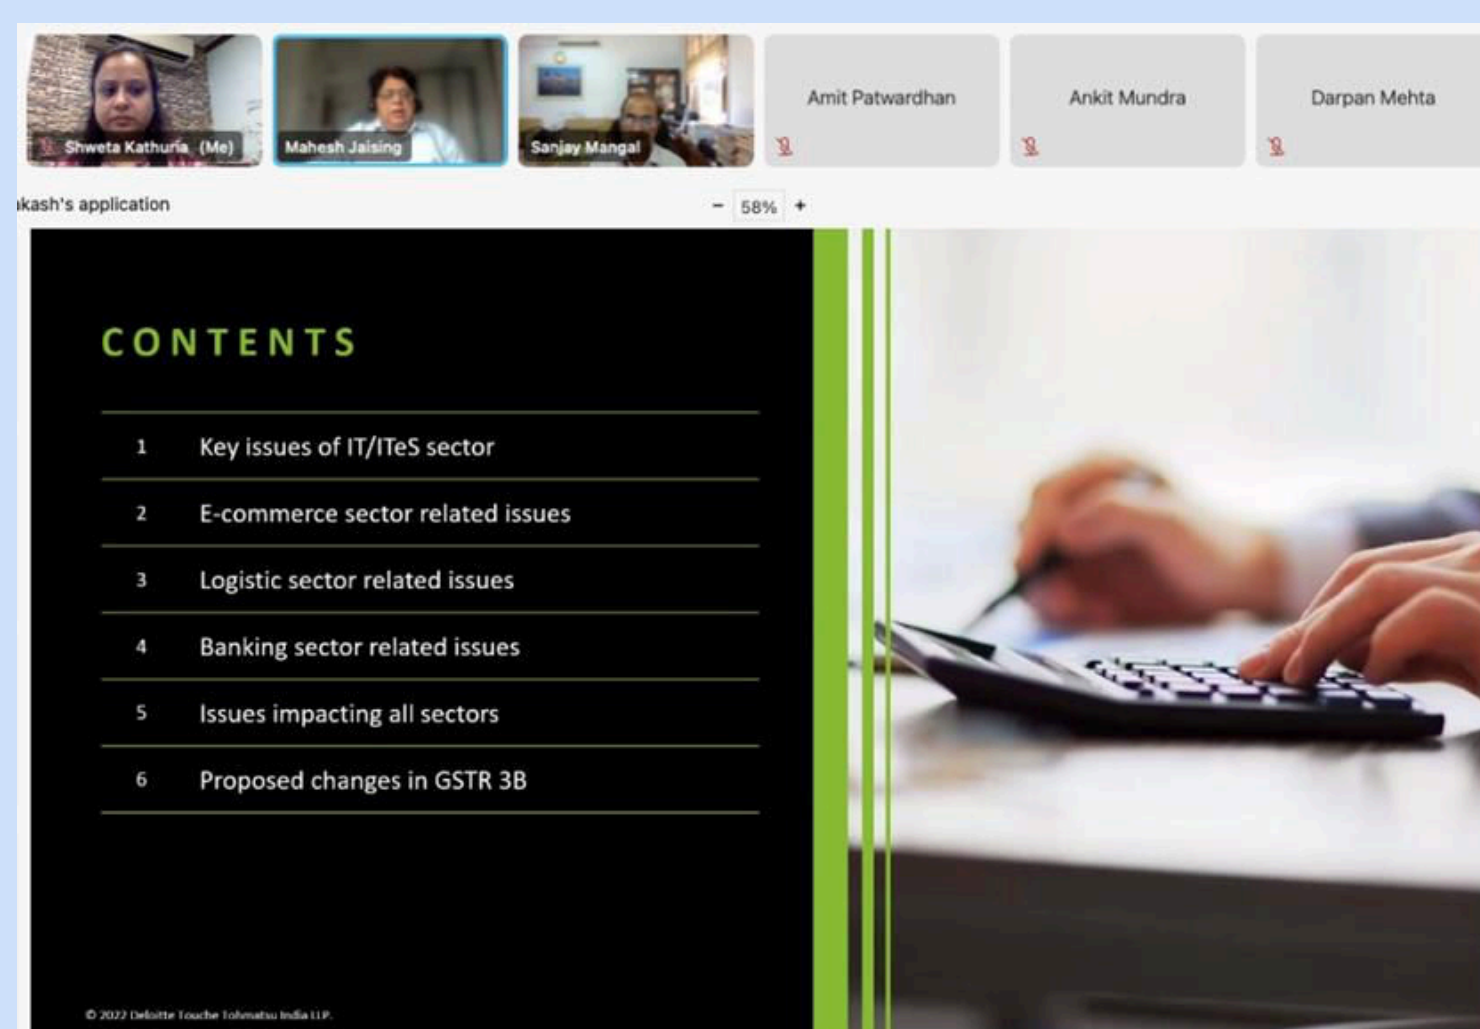 Shweta Kathuria (Me)
Mahesh Jaising
Sanjay Mangal
Amit Patwardhan
Ankit Mundra
Darpan Mehta
kash's application
− 58% +
CONTENTS
1 Key issues of IT/ITeS sector
2 E-commerce sector related issues
3 Logistic sector related issues
4 Banking sector related issues
5 Issues impacting all sectors
6 Proposed changes in GSTR 3B
© 2022 Deloitte Touche Tohmatsu India LLP.